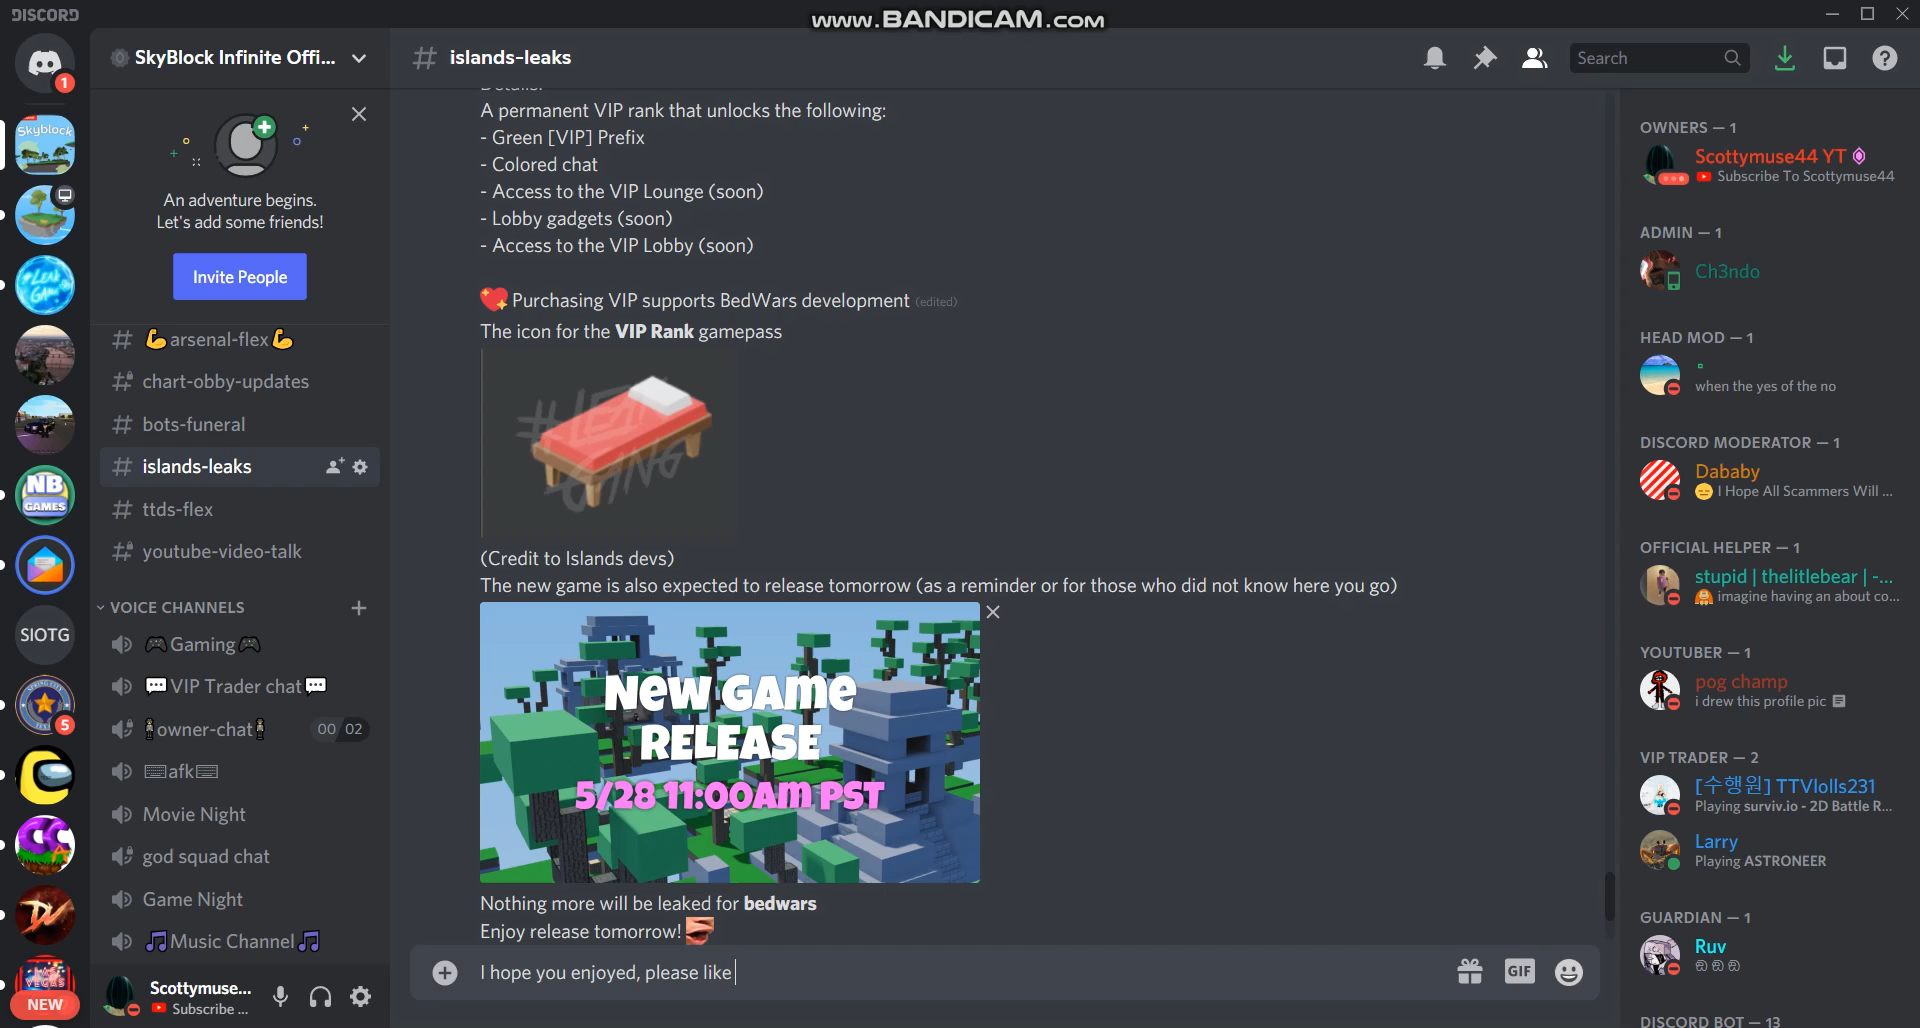 DISCORD
www.BANDICAM.com
SkyBlock Infinite Offi...
islands-leaks
Search
1
Skyblock
LEAK GANG
NB
GAMES
SIOTG
5
NEW
An adventure begins.
Let's add some friends!
Invite People
arsenal-flex
chart-obby-updates
bots-funeral
islands-leaks
ttds-flex
youtube-video-talk
VOICE CHANNELS
Gaming
VIP Trader chat
owner-chat
00 02
afk
Movie Night
god squad chat
Game Night
Music Channel
Scottymuse...
Subscribe ...
Details:
A permanent VIP rank that unlocks the following:
- Green [VIP] Prefix
- Colored chat
- Access to the VIP Lounge (soon)
- Lobby gadgets (soon)
- Access to the VIP Lobby (soon)
Purchasing VIP supports BedWars development (edited)
The icon for the VIP Rank gamepass
#LEAK
GANG
(Credit to Islands devs)
The new game is also expected to release tomorrow (as a reminder or for those who did not know here you go)
New Game
Release
5/28 11:00AM PST
Nothing more will be leaked for bedwars
Enjoy release tomorrow!
I hope you enjoyed, please like
GIF
OWNERS — 1
Scottymuse44 YT
Subscribe To Scottymuse44
ADMIN — 1
Ch3ndo
HEAD MOD — 1
when the yes of the no
DISCORD MODERATOR — 1
Dababy
I Hope All Scammers Will ...
OFFICIAL HELPER — 1
stupid | thelitlebear | -...
imagine having an about co...
YOUTUBER — 1
pog champ
i drew this profile pic
VIP TRADER — 2
[수행원] TTVlolls231
Playing surviv.io - 2D Battle R...
Larry
Playing ASTRONEER
GUARDIAN — 1
Ruv
DISCORD BOT — 13